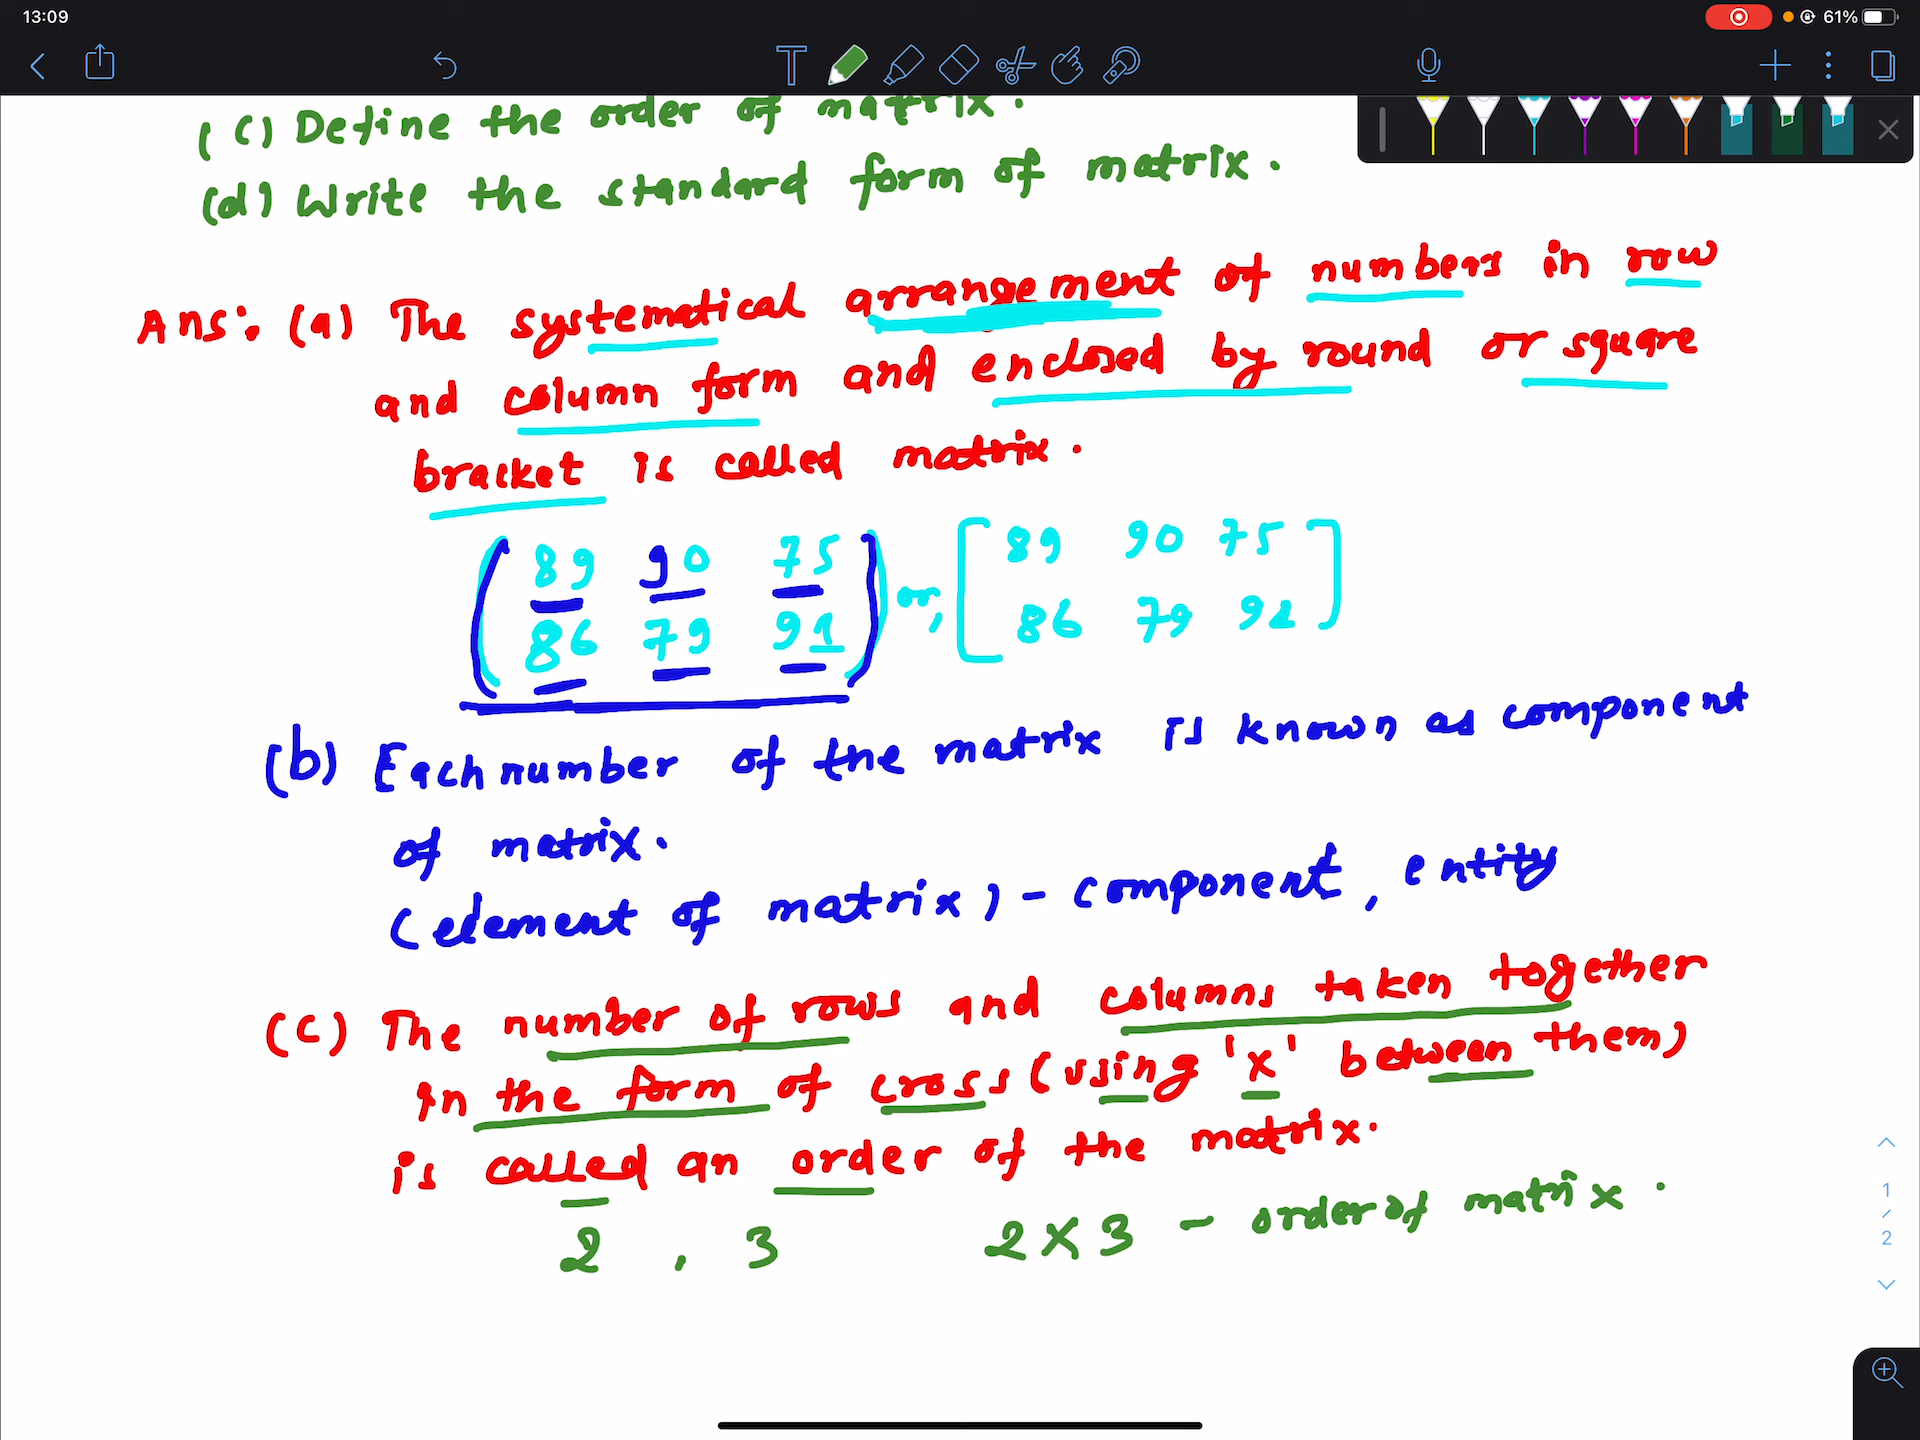 13:09
61%
(c) Define the order of matrix.
(d) Write the standard form of matrix.
Ans: (a) The systematical arrangement of numbers in row
and column form and enclosed by round or square
bracket is called matrix.
( 89 90 75 ) or, [ 89 90 75 ]
86 79 91 86 79 92
(b) Each number of the matrix is known as component
of matrix.
(element of matrix) - component, entity
(c) The number of rows and columns taken together
in the form of cross (using 'x' between them)
is called an order of the matrix.
2 , 3 2 × 3 - order of matrix.
1
/
2